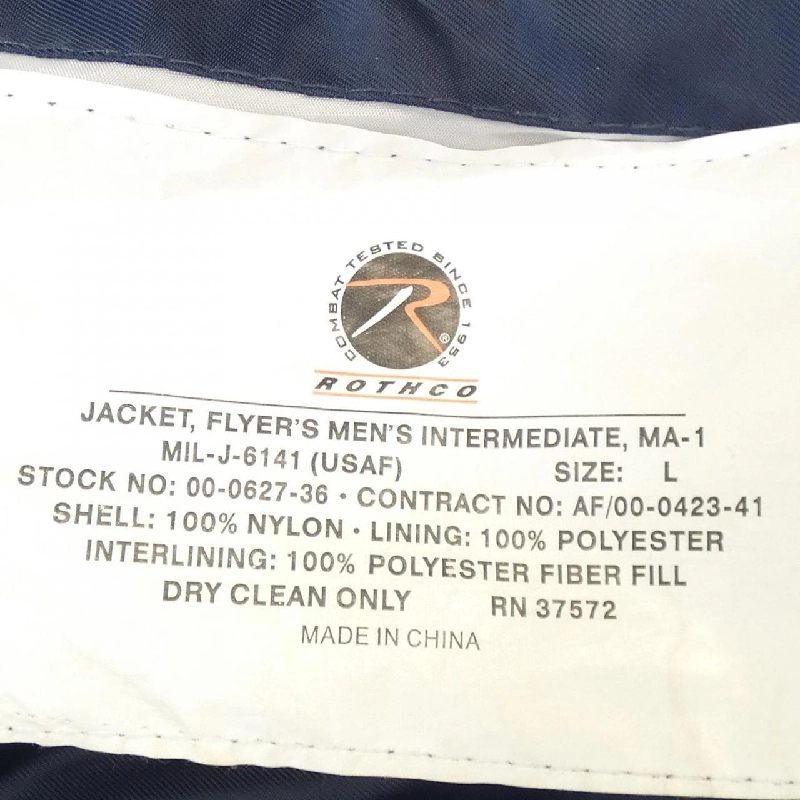 COMBAT TESTED SINCE 1953
R®
ROTHCO
JACKET, FLYER'S MEN'S INTERMEDIATE, MA-1
MIL-J-6141 (USAF) SIZE: L
STOCK NO: 00-0627-36 · CONTRACT NO: AF/00-0423-41
SHELL: 100% NYLON · LINING: 100% POLYESTER
INTERLINING: 100% POLYESTER FIBER FILL
DRY CLEAN ONLY RN 37572
MADE IN CHINA